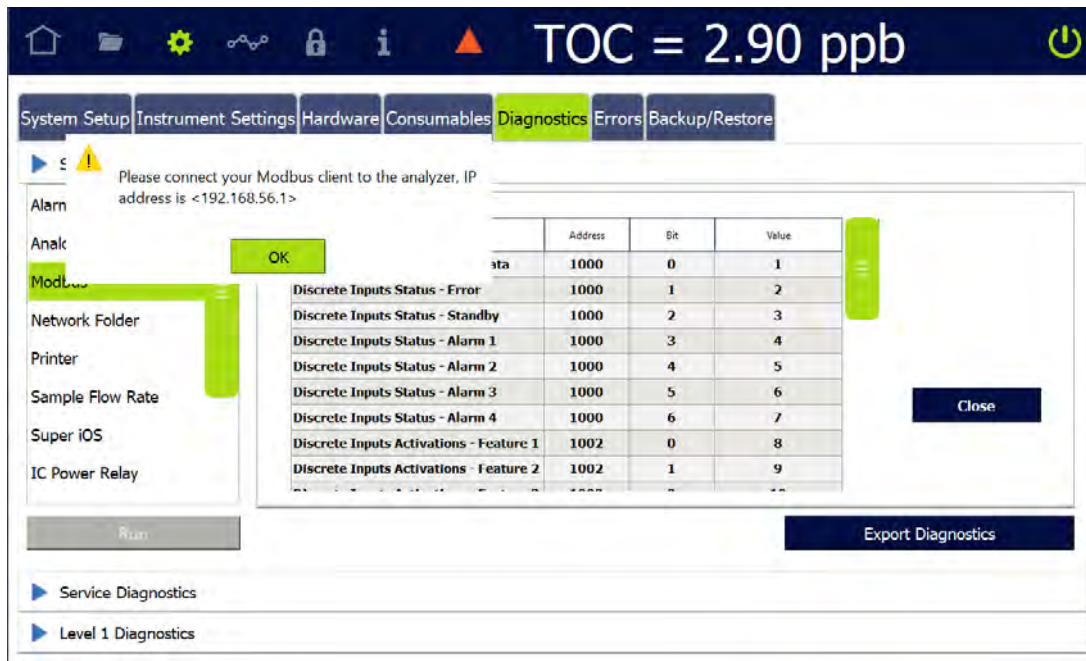 TOC = 2.90 ppb
System Setup Instrument Settings Hardware Consumables Diagnostics Errors Backup/Restore
Please connect your Modbus client to the analyzer, IP
address is <192.168.56.1>
OK
Alarm
Modbus
Network Folder
Printer
Sample Flow Rate
Super iOS
IC Power Relay
Run
Address Bit Value
1000 0 1
Discrete Inputs Status - Error 1000 1 2
Discrete Inputs Status - Standby 1000 2 3
Discrete Inputs Status - Alarm 1 1000 3 4
Discrete Inputs Status - Alarm 2 1000 4 5
Discrete Inputs Status - Alarm 3 1000 5 6
Discrete Inputs Status - Alarm 4 1000 6 7
Discrete Inputs Activations - Feature 1 1002 0 8
Discrete Inputs Activations - Feature 2 1002 1 9
Close
Export Diagnostics
Service Diagnostics
Level 1 Diagnostics